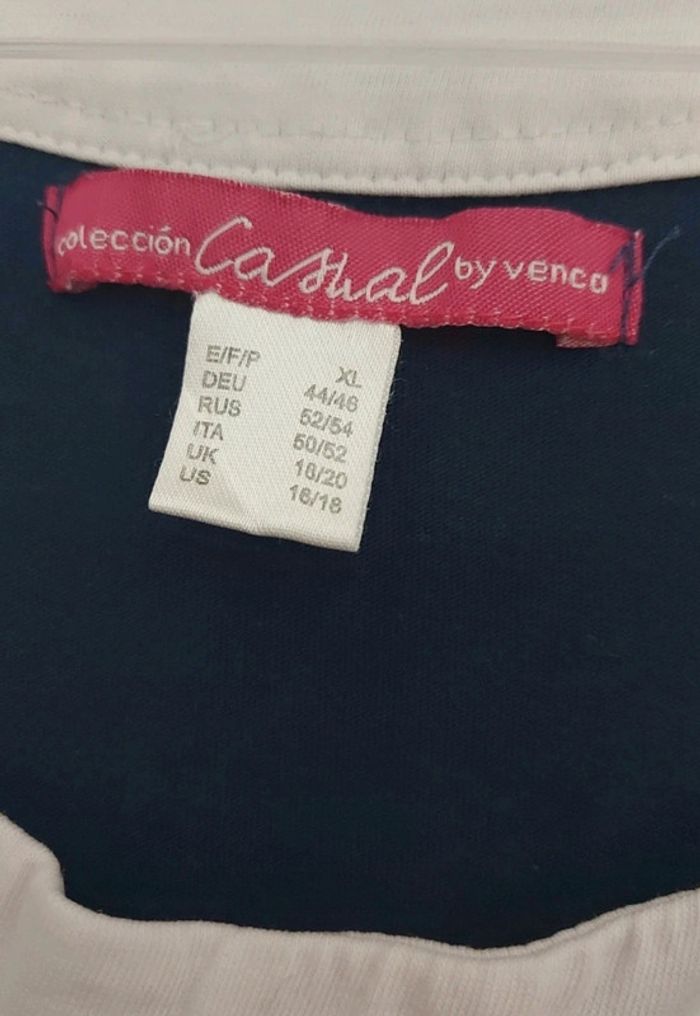 colección Casual by venca
E/F/P XL
DEU 44/46
RUS 52/54
ITA 50/52
UK 18/20
US 16/18